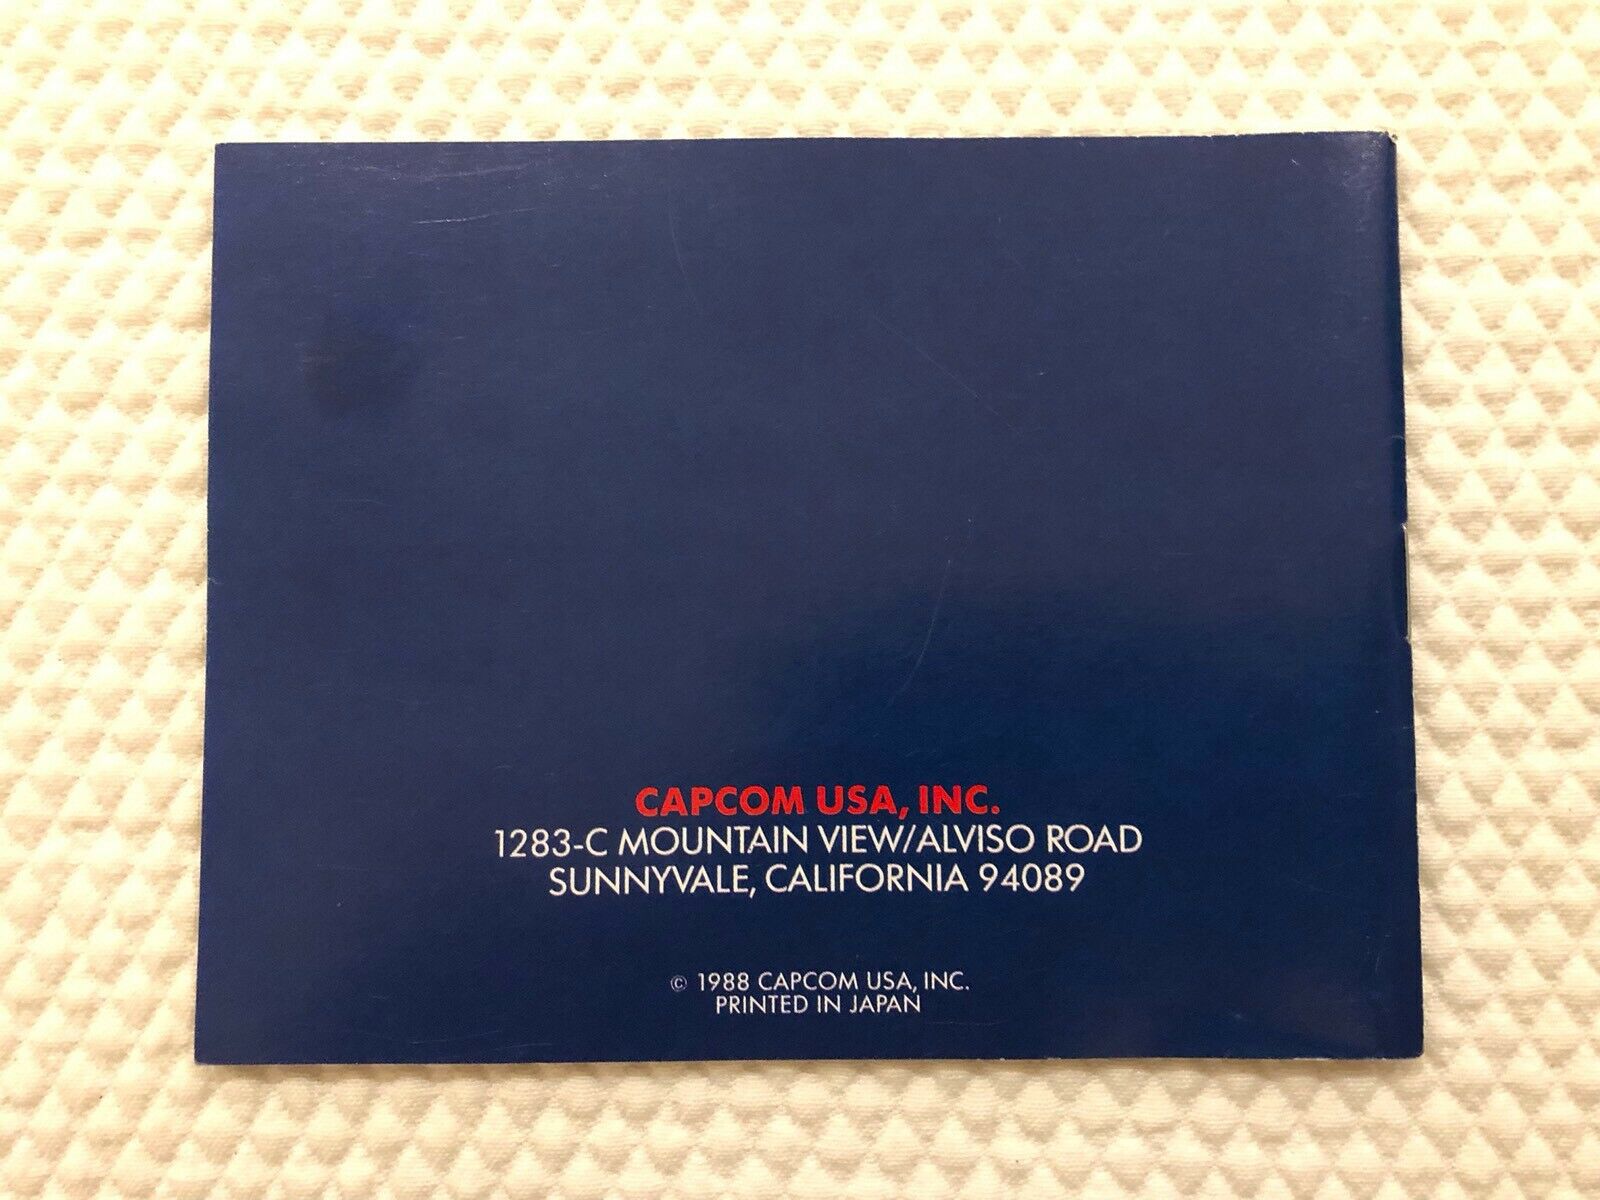 CAPCOM USA, INC.
1283-C MOUNTAIN VIEW/ALVISO ROAD
SUNNYVALE, CALIFORNIA 94089
© 1988 CAPCOM USA, INC.
PRINTED IN JAPAN